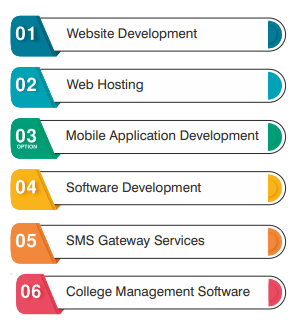 01 Website Development
02 Web Hosting
03 Mobile Application Development
OPTION
04 Software Development
05 SMS Gateway Services
06 College Management Software